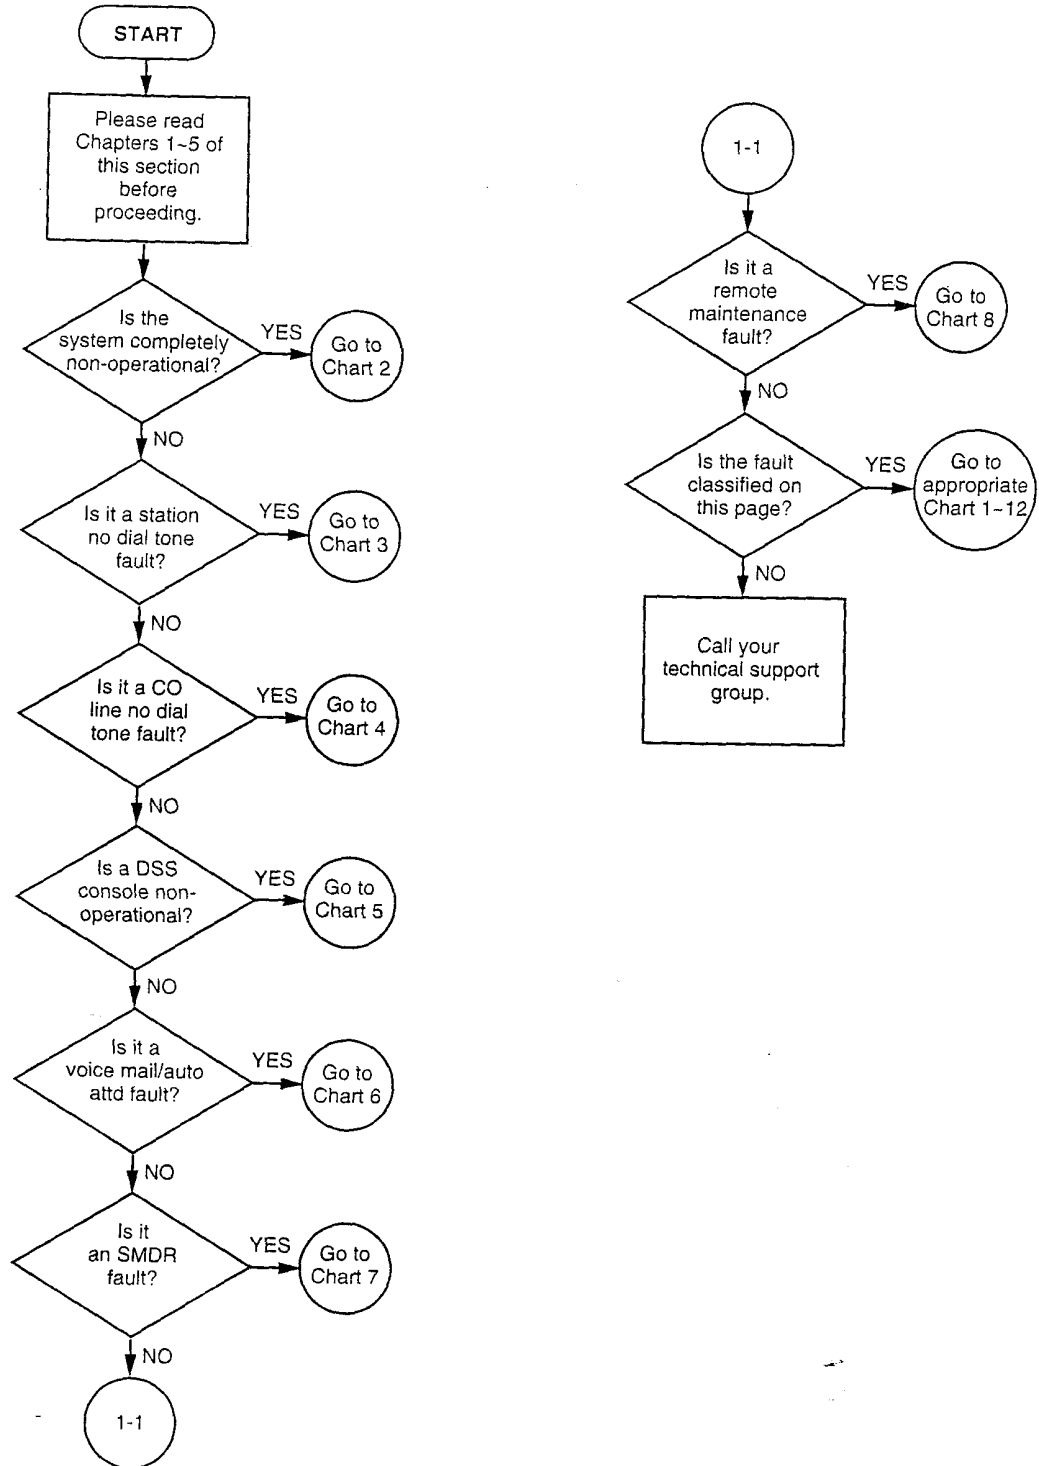 START
Please read
Chapters 1~5 of
this section
before
proceeding.
Is the
system completely
non-operational?
YES
Go to
Chart 2
NO
Is it a station
no dial tone
fault?
YES
Go to
Chart 3
NO
Is it a CO
line no dial
tone fault?
YES
Go to
Chart 4
NO
Is a DSS
console non-
operational?
YES
Go to
Chart 5
NO
Is it a
voice mail/auto
attd fault?
YES
Go to
Chart 6
NO
Is it
an SMDR
fault?
YES
Go to
Chart 7
NO
1-1
1-1
Is it a
remote
maintenance
fault?
YES
Go to
Chart 8
NO
Is the fault
classified on
this page?
YES
Go to
appropriate
Chart 1~12
NO
Call your
technical support
group.